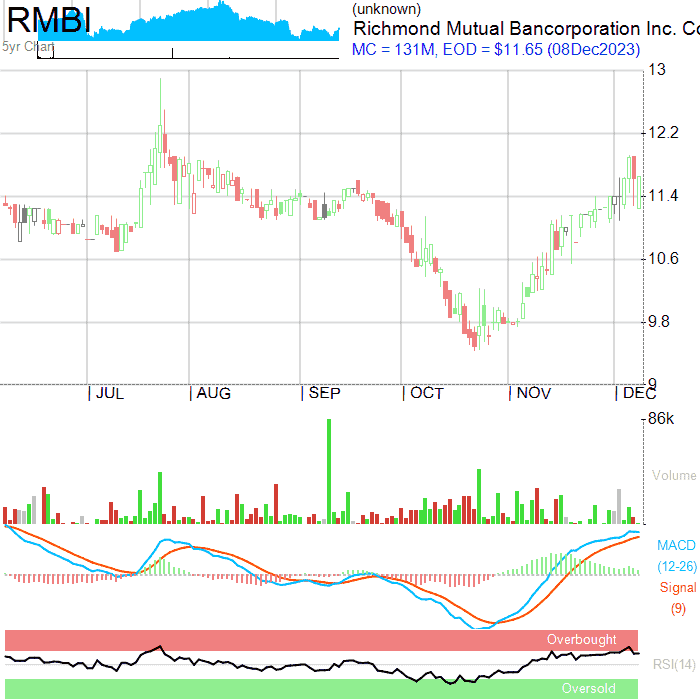 RMBI
5yr Chart
(unknown)
Richmond Mutual Bancorporation Inc. Co
MC = 131M, EOD = $11.65 (08Dec2023)
13
12.2
11.4
10.6
9.8
9
JUL AUG SEP OCT NOV DEC
86k
Volume
MACD
(12-26)
Signal
(9)
Overbought
RSI(14)
Oversold